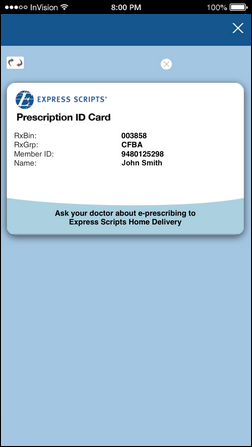 InVision 8:00 PM 100%
EXPRESS SCRIPTS®
Prescription ID Card
RxBin: 003858
RxGrp: CFBA
Member ID: 9480125298
Name: John Smith
Ask your doctor about e-prescribing to
Express Scripts Home Delivery